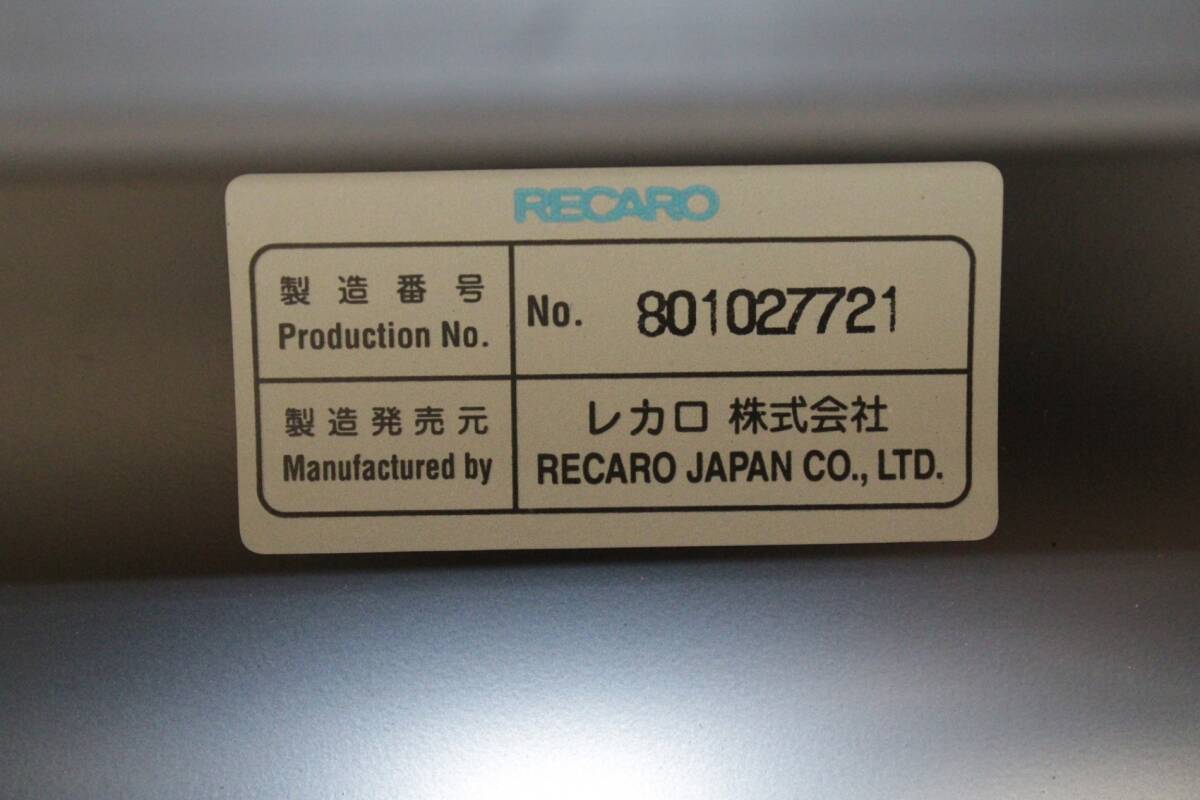 RECARO
製造番号
Production No.
No. 801027721
製造発売元
Manufactured by
レカロ 株式会社
RECARO JAPAN CO., LTD.